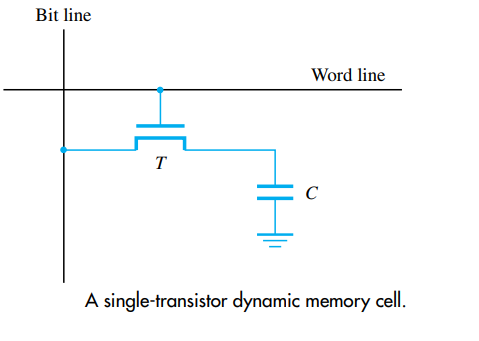 Bit line
Word line
T
C
A single-transistor dynamic memory cell.